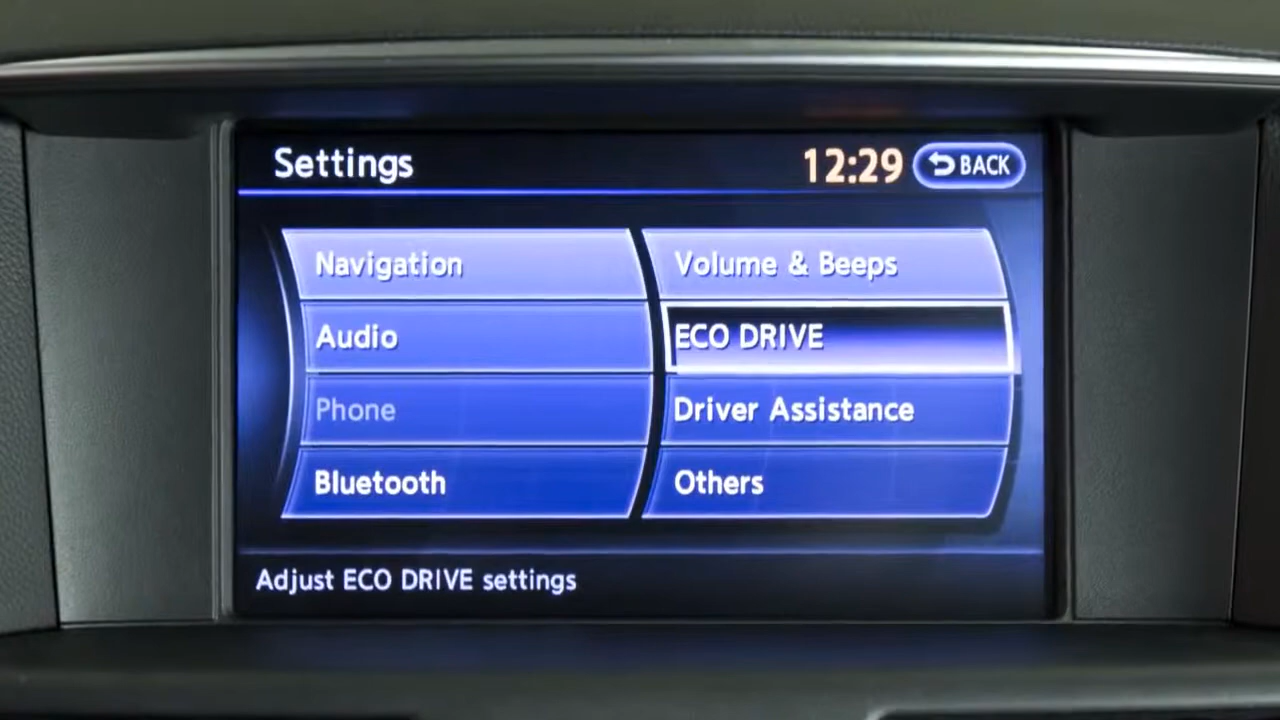 Settings
12:29
BACK
Navigation
Volume & Beeps
Audio
ECO DRIVE
Phone
Driver Assistance
Bluetooth
Others
Adjust ECO DRIVE settings